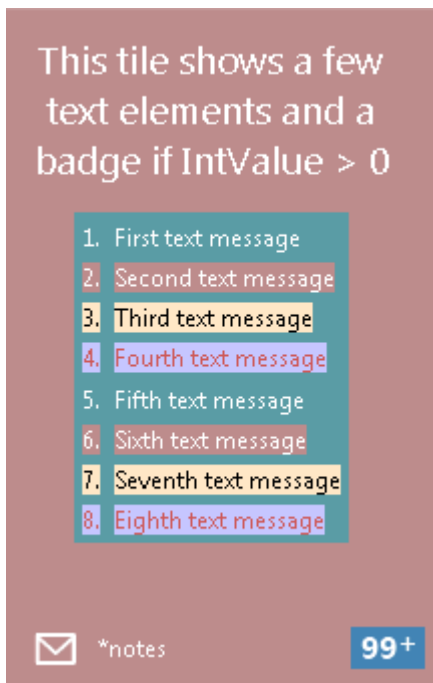 This tile shows a few
text elements and a
badge if IntValue > 0
1. First text message
2. Second text message
3. Third text message
4. Fourth text message
5. Fifth text message
6. Sixth text message
7. Seventh text message
8. Eighth text message
*notes 99+